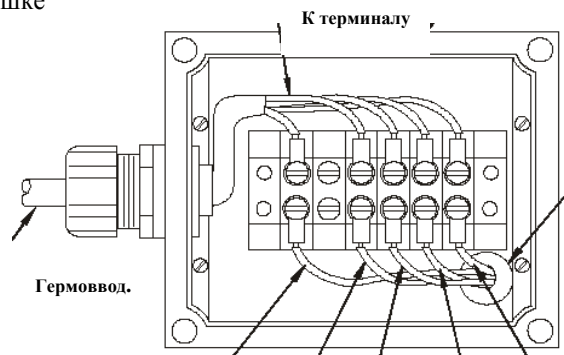 шке
К терминалу
Гермоввод.